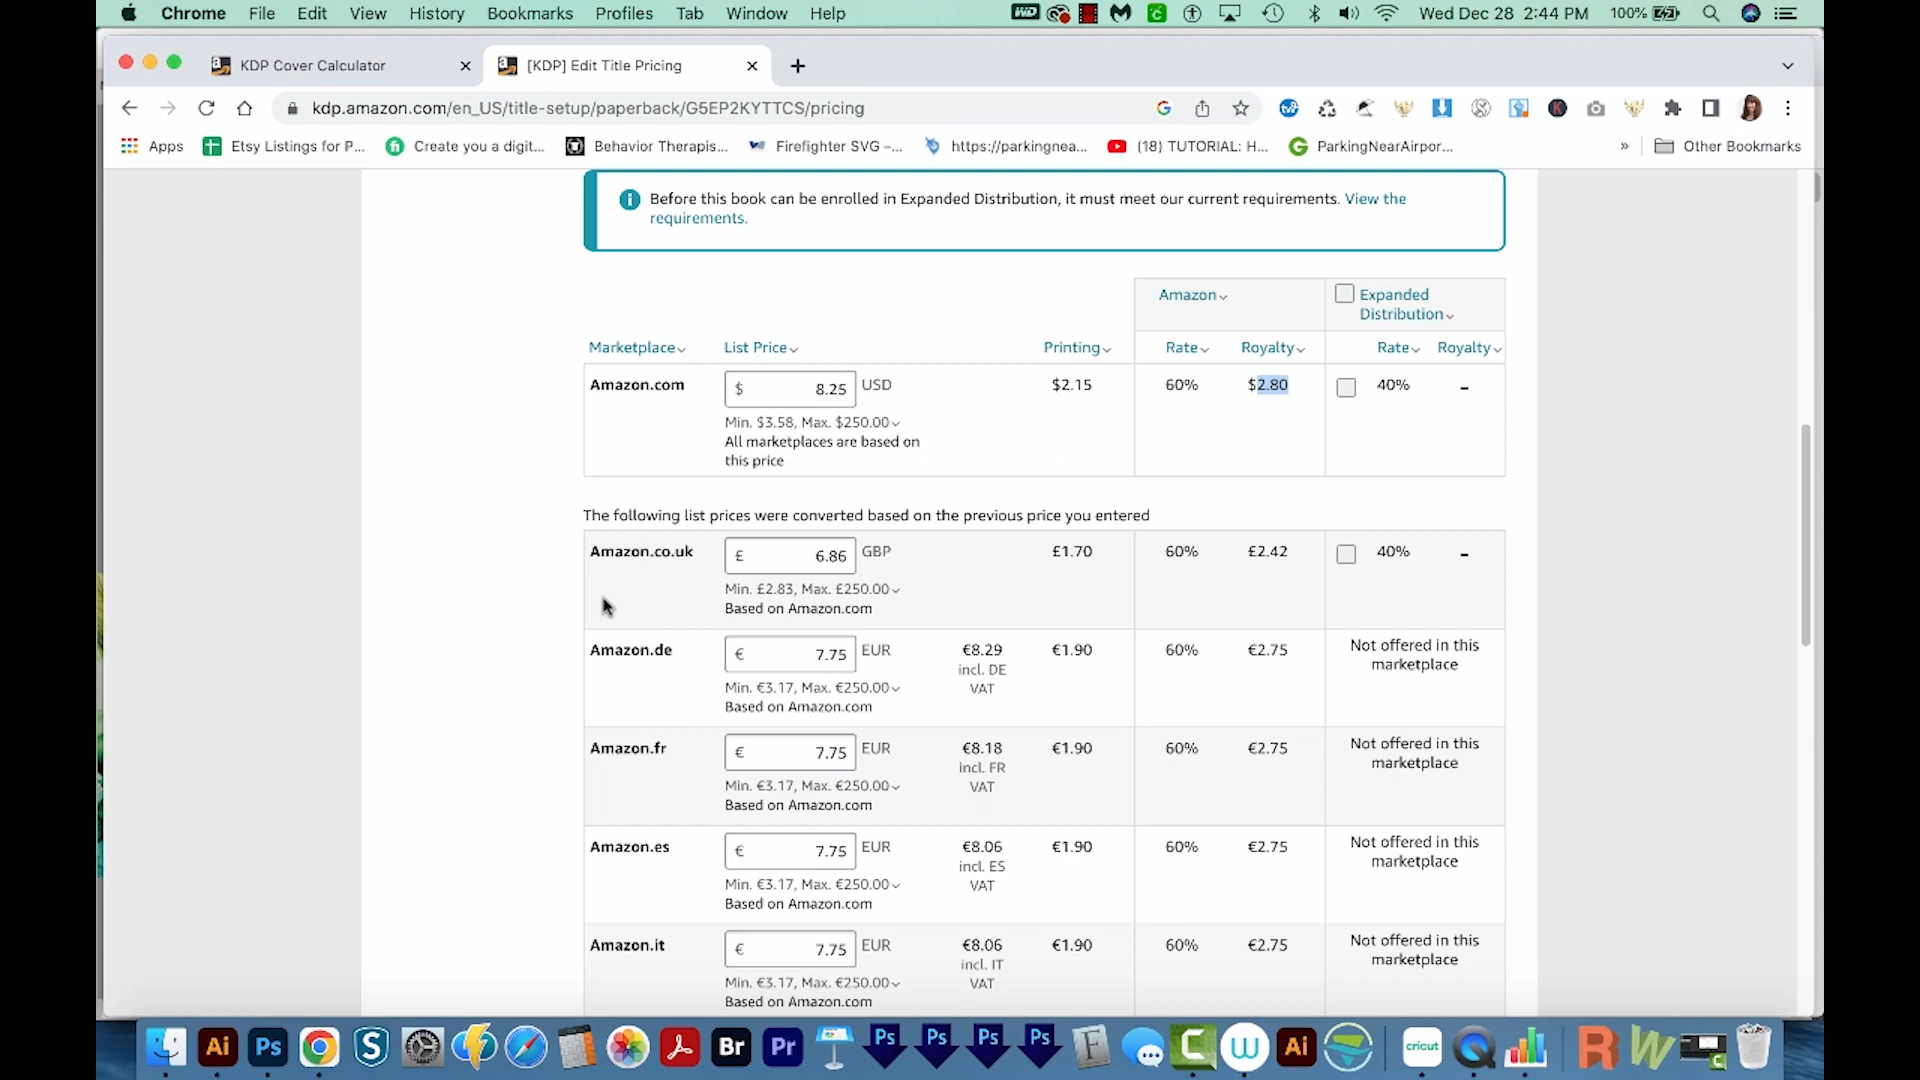 Chrome File Edit View History Bookmarks Profiles Tab Window Help Wed Dec 28 2:44 PM 100%
KDP Cover Calculator [KDP] Edit Title Pricing
kdp.amazon.com/en_US/title-setup/paperback/G5EP2KYTTCS/pricing
Apps Etsy Listings for P... Create you a digit... Behavior Therapis... Firefighter SVG –... https://parkingnea... (18) TUTORIAL: H... ParkingNearAirpor... » Other Bookmarks
Before this book can be enrolled in Expanded Distribution, it must meet our current requirements. View the
requirements.
Amazon Expanded
Distribution
Marketplace List Price Printing Rate Royalty Rate Royalty
Amazon.com $ 8.25 USD $2.15 60% $2.80 40% –
Min. $3.58, Max. $250.00
All marketplaces are based on
this price
The following list prices were converted based on the previous price you entered
Amazon.co.uk £ 6.86 GBP £1.70 60% £2.42 40% –
Min. £2.83, Max. £250.00
Based on Amazon.com
Amazon.de € 7.75 EUR €8.29 €1.90 60% €2.75 Not offered in this
incl. DE marketplace
Min. €3.17, Max. €250.00 VAT
Based on Amazon.com
Amazon.fr € 7.75 EUR €8.18 €1.90 60% €2.75 Not offered in this
incl. FR marketplace
Min. €3.17, Max. €250.00 VAT
Based on Amazon.com
Amazon.es € 7.75 EUR €8.06 €1.90 60% €2.75 Not offered in this
incl. ES marketplace
Min. €3.17, Max. €250.00 VAT
Based on Amazon.com
Amazon.it € 7.75 EUR €8.06 €1.90 60% €2.75 Not offered in this
incl. IT marketplace
Min. €3.17, Max. €250.00 VAT
Based on Amazon.com
Ai Ps S Br Pr Ps Ps Ps Ps F C W Ai cricut R W